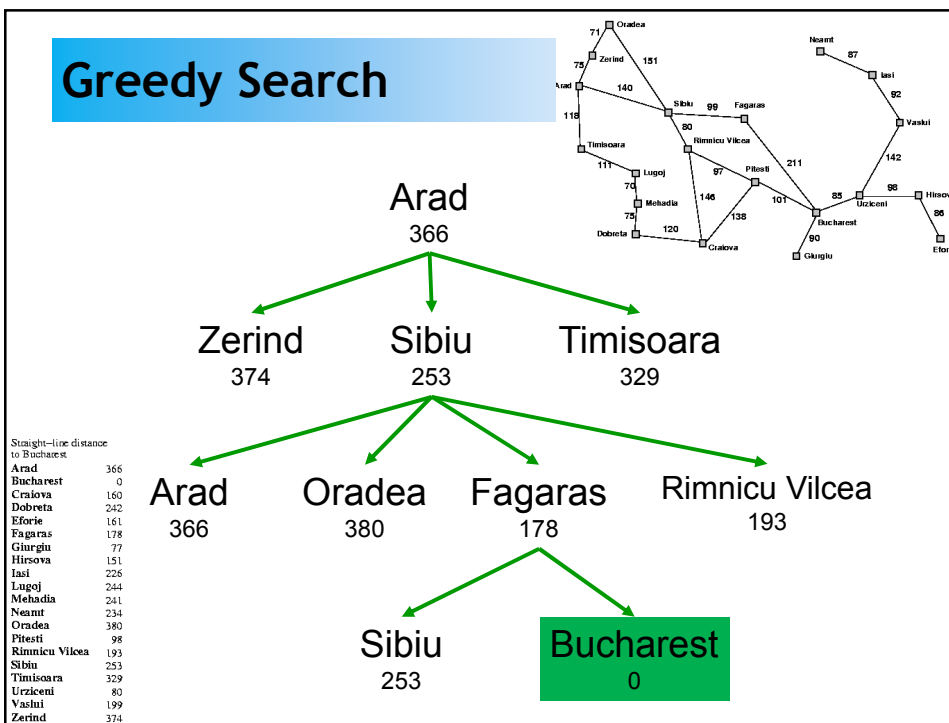 Greedy Search
Oradea
71
Neamt
Zerind
87
151
75
Iasi
Arad
140
92
Sibiu
99
Fagaras
118
80
Vaslui
Timisoara
Rimnicu Vilcea
111
Lugoj
97
Pitesti
211
142
70
146
101
85
98
Hirsova
Mehadia
138
Urziceni
75
Bucharest
86
Dobreta
120
90
Craiova
Giurgiu
Efor
Arad
366
Zerind Sibiu Timisoara
374 253 329
Arad Oradea Fagaras Rimnicu Vilcea
366 380 178 193
Sibiu Bucharest
253 0
Straight–line distance
to Bucharest
Arad 366
Bucharest 0
Craiova 160
Dobreta 242
Eforie 161
Fagaras 178
Giurgiu 77
Hirsova 151
Iasi 226
Lugoj 244
Mehadia 241
Neamt 234
Oradea 380
Pitesti 98
Rimnicu Vilcea 193
Sibiu 253
Timisoara 329
Urziceni 80
Vaslui 199
Zerind 374